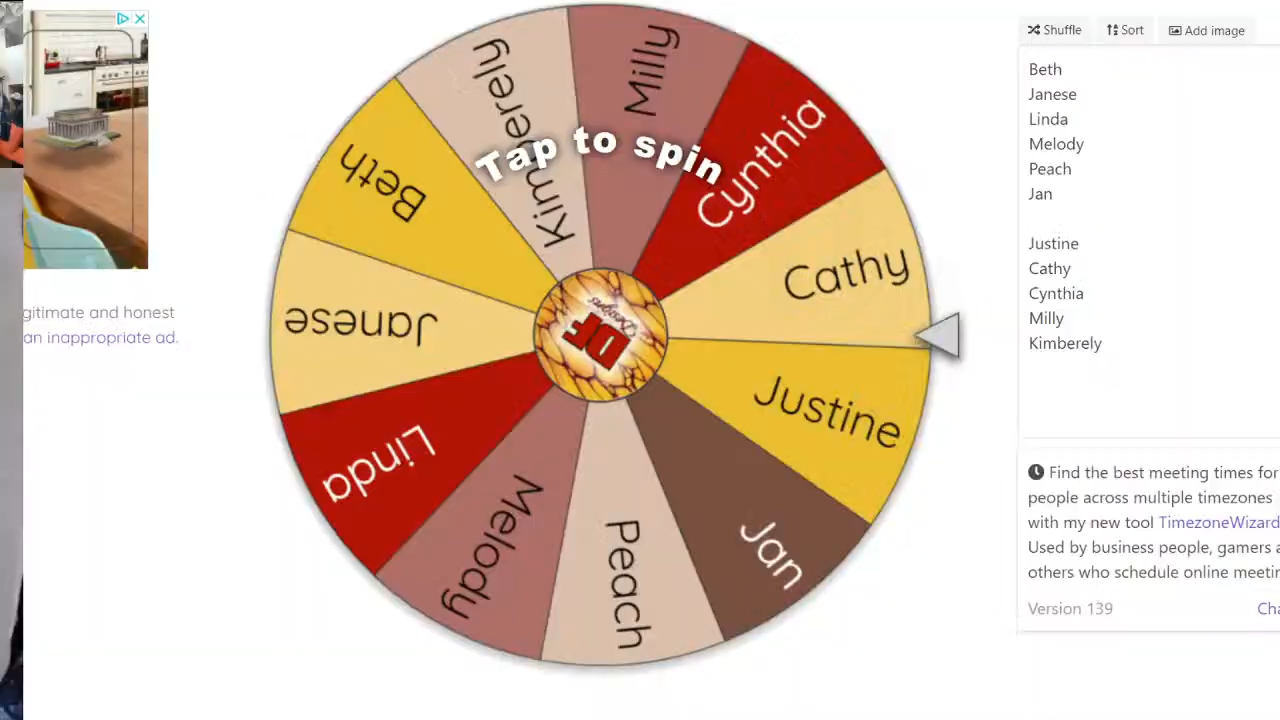 Shuffle
Sort
Add image
Beth
Janese
Linda
Melody
Peach
Jan
Justine
Cathy
Cynthia
Milly
Kimberely
gitimate and honest
an inappropriate ad.
Kimberely
Milly
Cynthia
Cathy
Justine
Jan
Peach
Melody
Linda
Janese
Beth
Tap to spin
DF
Designs
Find the best meeting times for
people across multiple timezones
with my new tool TimezoneWizard
Used by business people, gamers a
others who schedule online meetin
Version 139
Cha